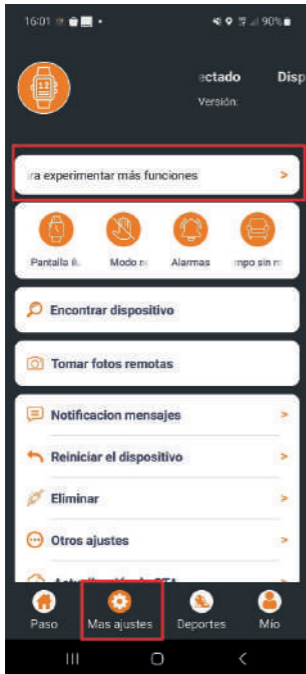 16:01
90%
ectado Disp
Versión:
ra experimentar más funciones >
Pantalla Modo Alarmas mpo sin
Encontrar dispositivo
Tomar fotos remotas
Notificacion mensajes >
Reiniciar el dispositivo >
Eliminar >
Otros ajustes >
Paso Mas ajustes Deportes Mío